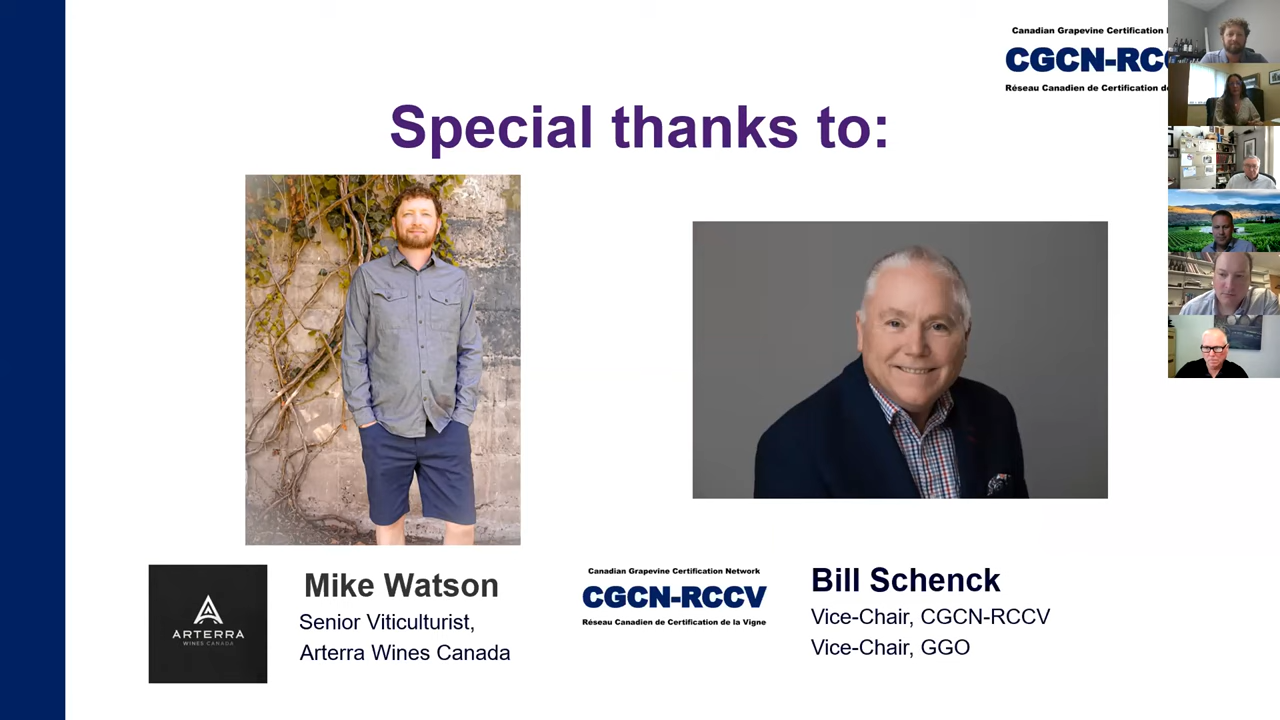 Canadian Grapevine Certification
CGCN-RCC
Réseau Canadien de Certification de
Special thanks to:
ARTERRA
WINES CANADA
Mike Watson
Senior Viticulturist,
Arterra Wines Canada
Canadian Grapevine Certification Network
CGCN-RCCV
Réseau Canadien de Certification de la Vigne
Bill Schenck
Vice-Chair, CGCN-RCCV
Vice-Chair, GGO